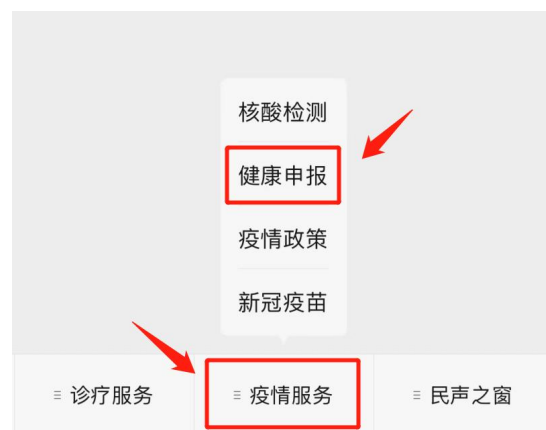 核酸检测
健康申报
疫情政策
新冠疫苗
诊疗服务
疫情服务
民声之窗